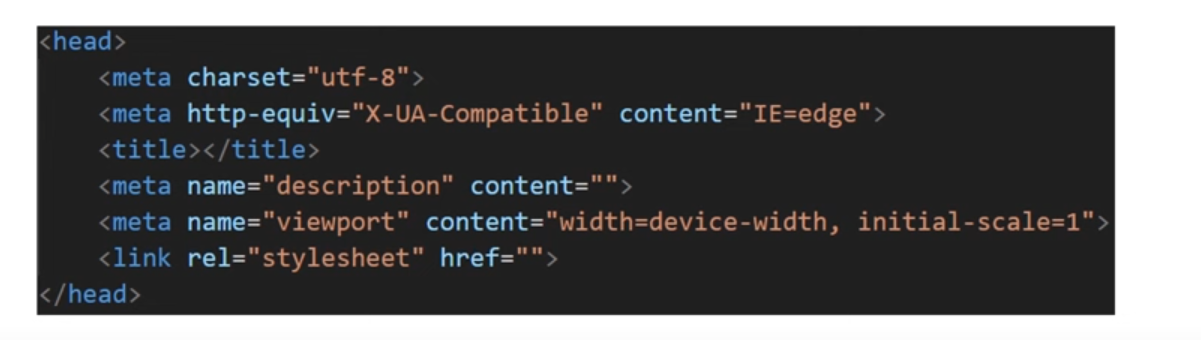 <head>
<meta charset="utf-8">
<meta http-equiv="X-UA-Compatible" content="IE=edge">
<title></title>
<meta name="description" content="">
<meta name="viewport" content="width=device-width, initial-scale=1">
<link rel="stylesheet" href="">
</head>